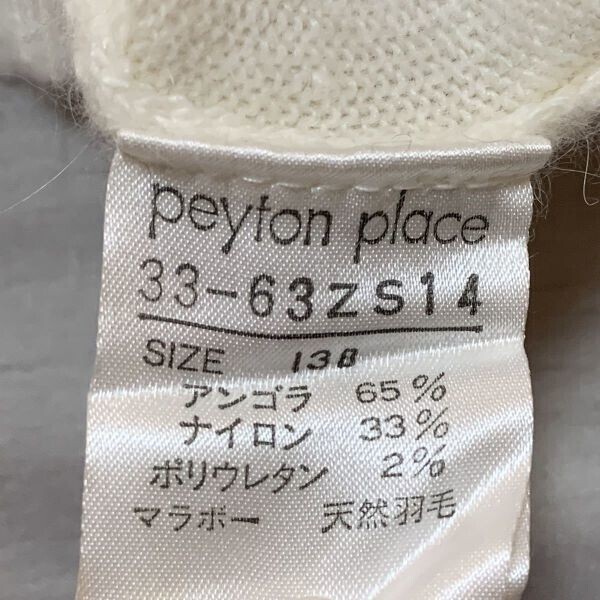 peyton place
33-63ZS14
SIZE 138
アンゴラ 65%
ナイロン 33%
ポリウレタン 2%
マラボー 天然羽毛